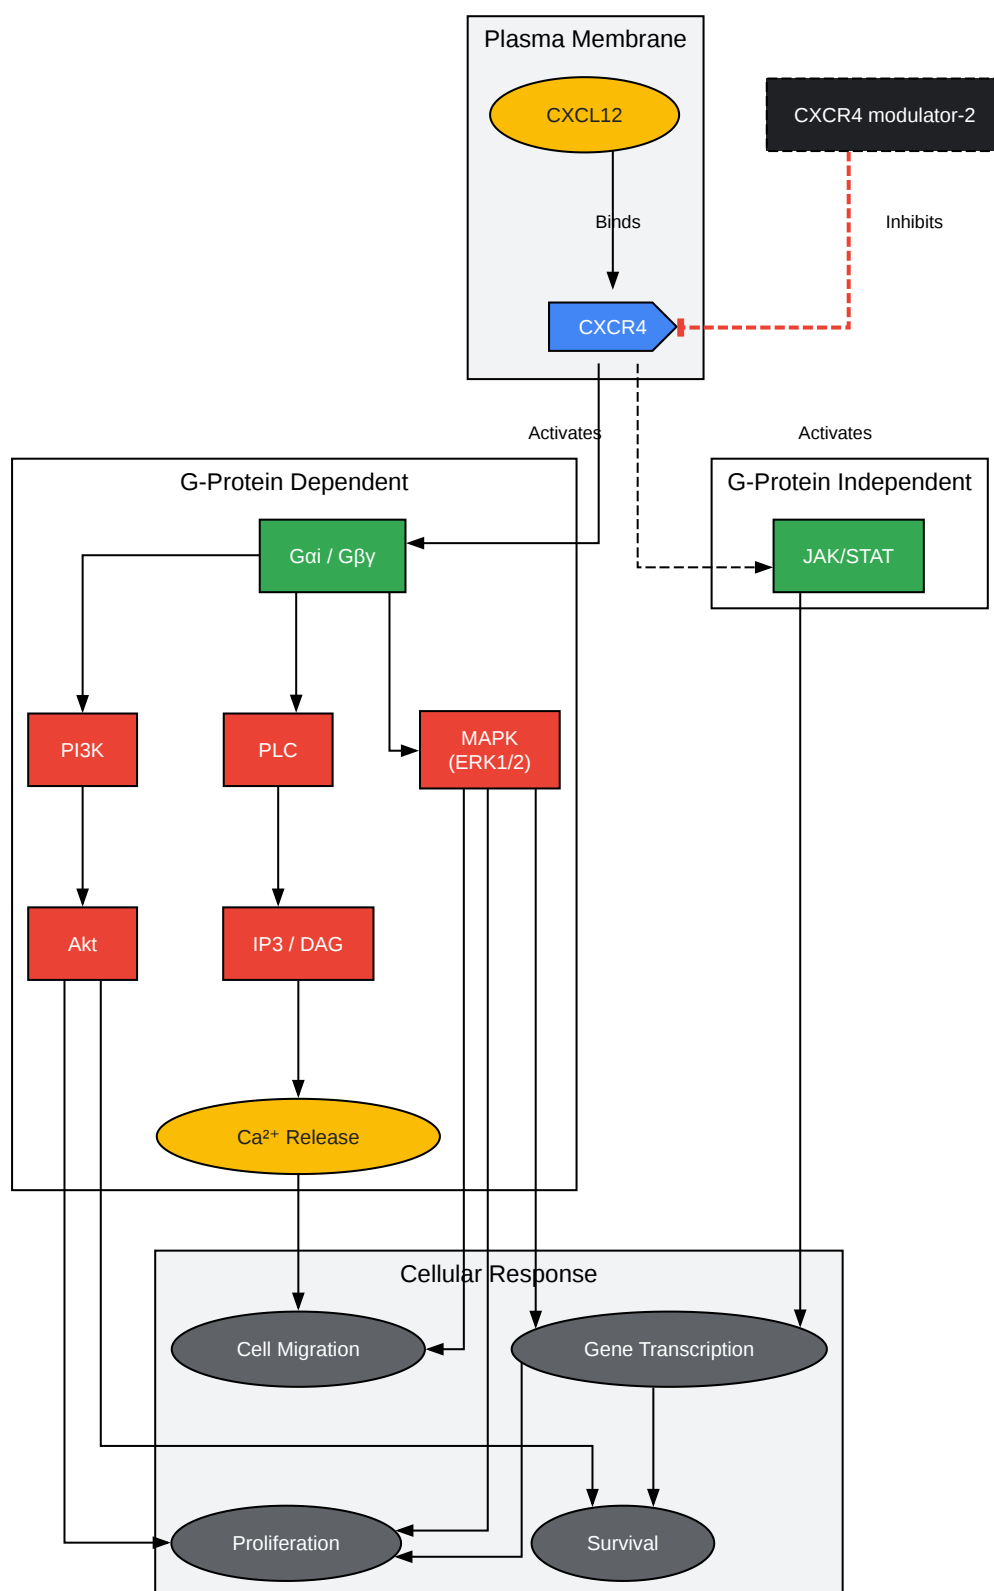 Plasma Membrane
CXCL12
CXCR4 modulator-2
Binds
Inhibits
CXCR4
Activates
Activates
G-Protein Dependent
G-Protein Independent
Gαi / Gβγ
JAK/STAT
PI3K
PLC
MAPK
(ERK1/2)
Akt
IP3 / DAG
Ca²⁺ Release
Cellular Response
Cell Migration
Gene Transcription
Proliferation
Survival